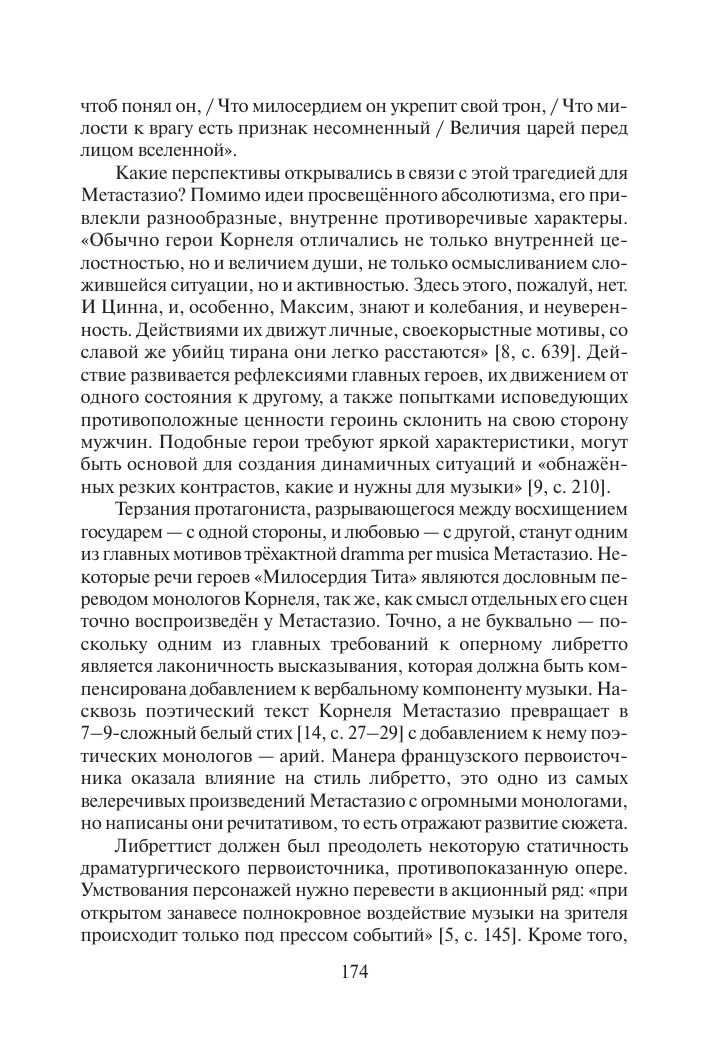 чтоб понял он, / Что милосердием он укрепит свой трон, / Что ми-
лости к врагу есть признак несомненный / Величия царей перед
лицом вселенной».
Какие перспективы открывались в связи с этой трагедией для
Метастазио? Помимо идеи просвещённого абсолютизма, его при-
влекли разнообразные, внутренне противоречивые характеры.
«Обычно герои Корнеля отличались не только внутренней це-
лостностью, но и величием души, не только осмысливанием сло-
жившейся ситуации, но и активностью. Здесь этого, пожалуй, нет.
И Цинна, и, особенно, Максим, знают и колебания, и неуверен-
ность. Действиями их движут личные, своекорыстные мотивы, со
славой же убийц тирана они легко расстаются» [8, с. 639]. Дей-
ствие развивается рефлексиями главных героев, их движением от
одного состояния к другому, а также попытками исповедующих
противоположные ценности героинь склонить на свою сторону
мужчин. Подобные герои требуют яркой характеристики, могут
быть основой для создания динамичных ситуаций и «обнажён-
ных резких контрастов, какие и нужны для музыки» [9, с. 210].
Терзания протагониста, разрывающегося между восхищением
государем — с одной стороны, и любовью — с другой, станут одним
из главных мотивов трёхактной dramma per musica Метастазио. Не-
которые речи героев «Милосердия Тита» являются дословным пе-
реводом монологов Корнеля, так же, как смысл отдельных его сцен
точно воспроизведён у Метастазио. Точно, а не буквально — по-
скольку одним из главных требований к оперному либретто
является лаконичность высказывания, которая должна быть ком-
пенсирована добавлением к вербальному компоненту музыки. На-
сквозь поэтический текст Корнеля Метастазио превращает в
7–9-сложный белый стих [14, с. 27–29] с добавлением к нему поэ-
тических монологов — арий. Манера французского первоисточ-
ника оказала влияние на стиль либретто, это одно из самых
велеречивых произведений Метастазио с огромными монологами,
но написаны они речитативом, то есть отражают развитие сюжета.
Либреттист должен был преодолеть некоторую статичность
драматургического первоисточника, противопоказанную опере.
Умствования персонажей нужно перевести в акционный ряд: «при
открытом занавесе полнокровное воздействие музыки на зрителя
происходит только под прессом событий» [5, с. 145]. Кроме того,
174